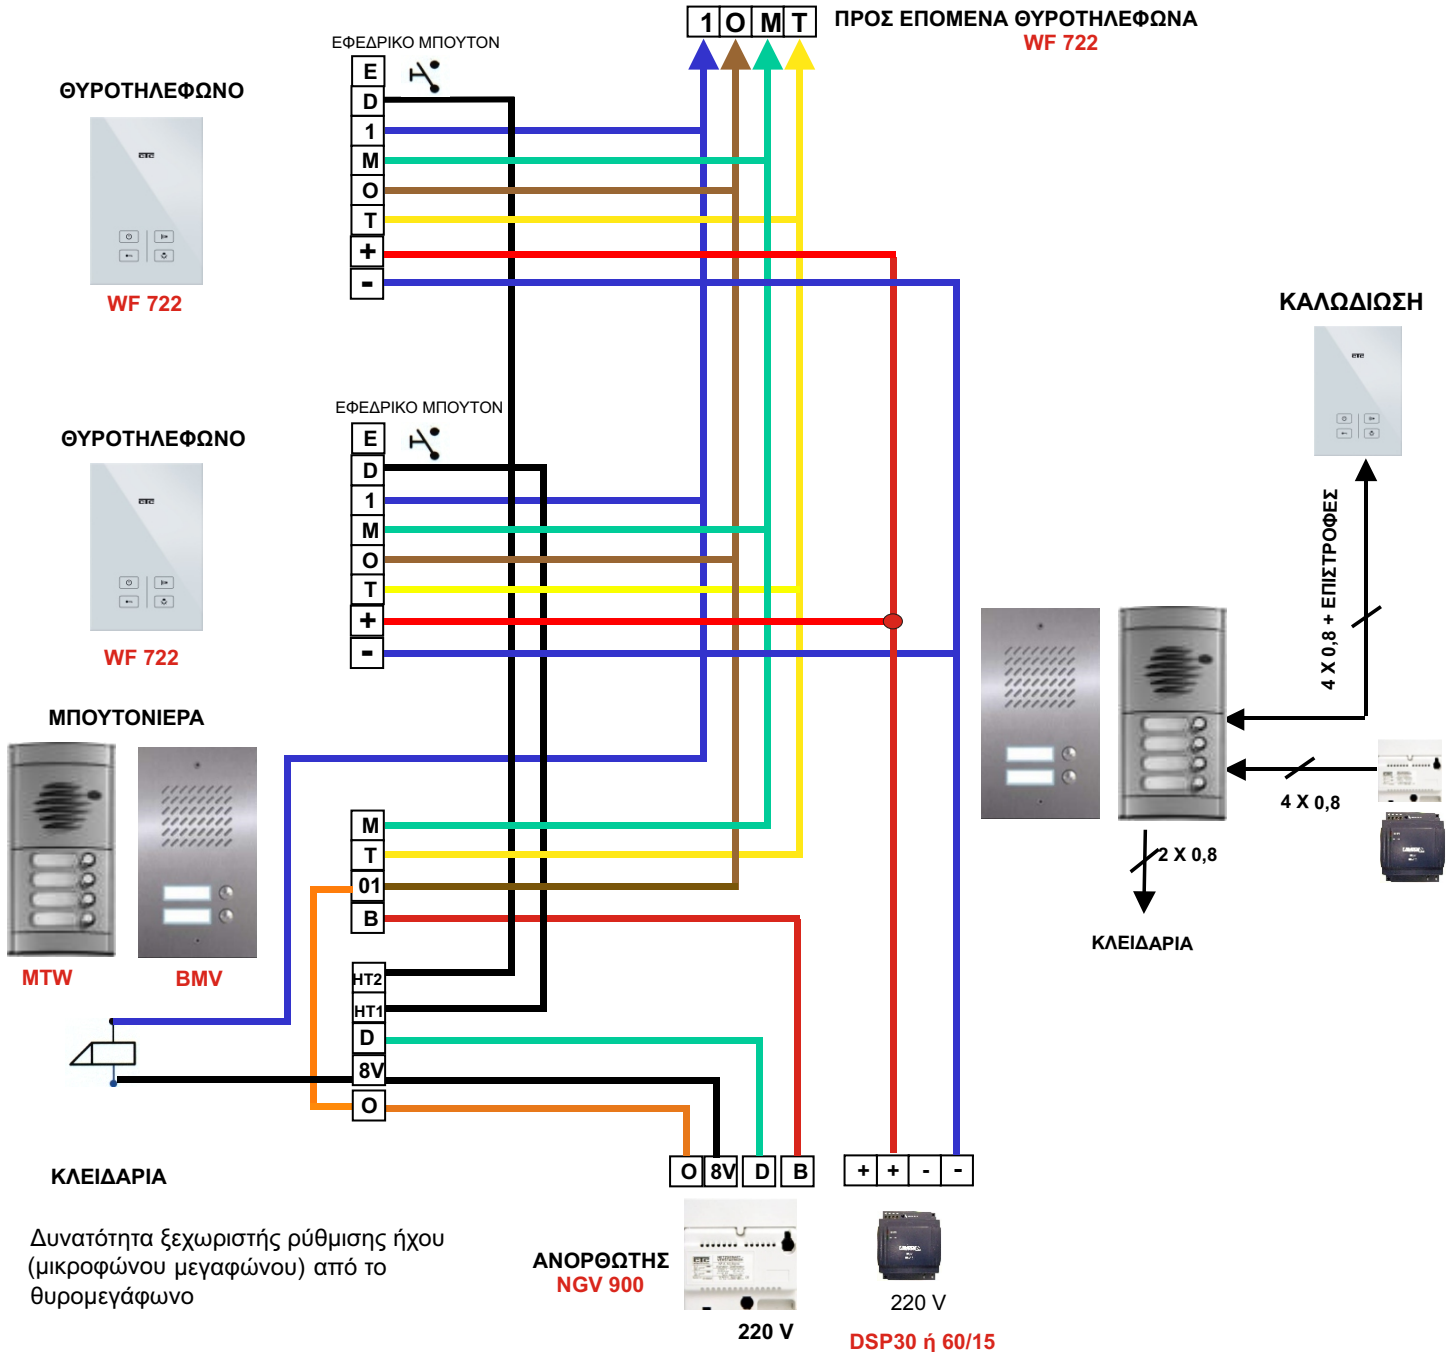 1 O M T
ΠΡΟΣ ΕΠΟΜΕΝΑ ΘΥΡΟΤΗΛΕΦΩΝΑ
WF 722
ΕΦΕΔΡΙΚΟ ΜΠΟΥΤΟΝ
ΘΥΡΟΤΗΛΕΦΩΝΟ
E
D
1
M
O
T
+
-
WF 722
ΕΦΕΔΡΙΚΟ ΜΠΟΥΤΟΝ
ΘΥΡΟΤΗΛΕΦΩΝΟ
E
D
1
M
O
T
+
-
WF 722
ΜΠΟΥΤΟΝΙΕΡΑ
MTW
BMV
M
T
01
B
HT2
HT1
D
8V
O
ΚΛΕΙΔΑΡΙΑ
O 8V D B
+ + - -
Δυνατότητα ξεχωριστής ρύθμισης ήχου
(μικροφώνου μεγαφώνου) από το
θυρομεγάφωνο
ΑΝΟΡΘΩΤΗΣ
NGV 900
220 V
220 V
DSP30 ή 60/15
ΚΑΛΩΔΙΩΣΗ
4 X 0,8 + ΕΠΙΣΤΡΟΦΕΣ
4 X 0,8
2 X 0,8
ΚΛΕΙΔΑΡΙΑ